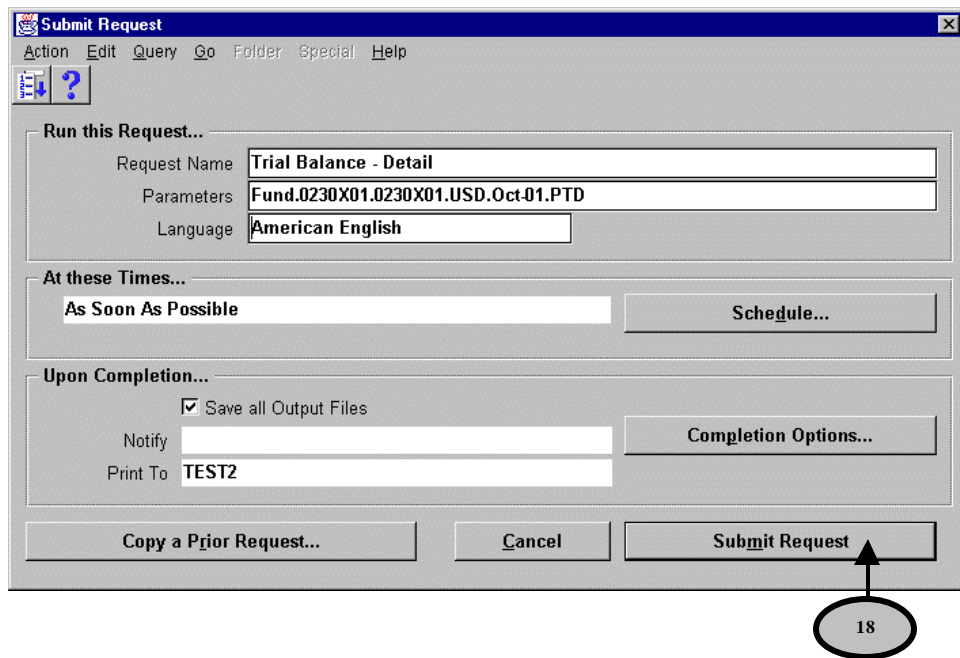 Submit Request
Action Edit Query Go Folder Special Help
Run this Request...
Request Name Trial Balance - Detail
Parameters Fund.0230X01.0230X01.USD.Oct-01.PTD
Language American English
At these Times...
As Soon As Possible
Schedule...
Upon Completion...
Save all Output Files
Notify
Completion Options...
Print To TEST2
Copy a Prior Request...
Cancel
Submit Request
18